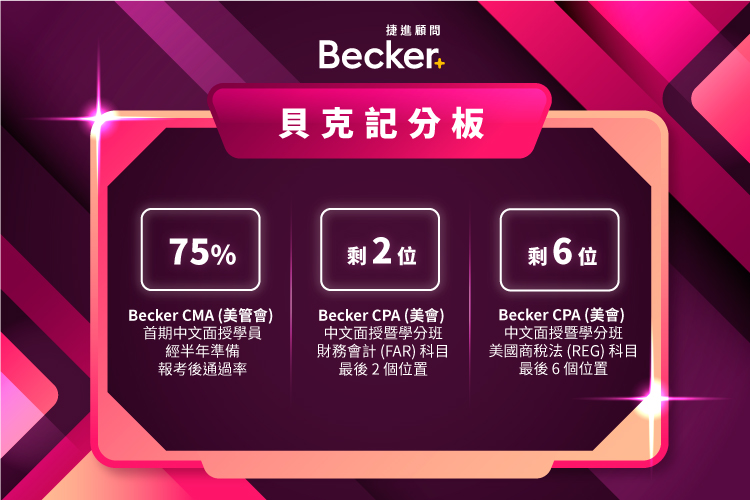 捷進顧問
Becker.
貝克記分板
75%
Becker CMA (美管會)
首期中文面授學員
經半年準備
報考後通過率
剩2位
Becker CPA (美會)
中文面授暨學分班
財務會計 (FAR) 科目
最後 2 個位置
剩6位
Becker CPA (美會)
中文面授暨學分班
美國商稅法 (REG) 科目
最後 6 個位置